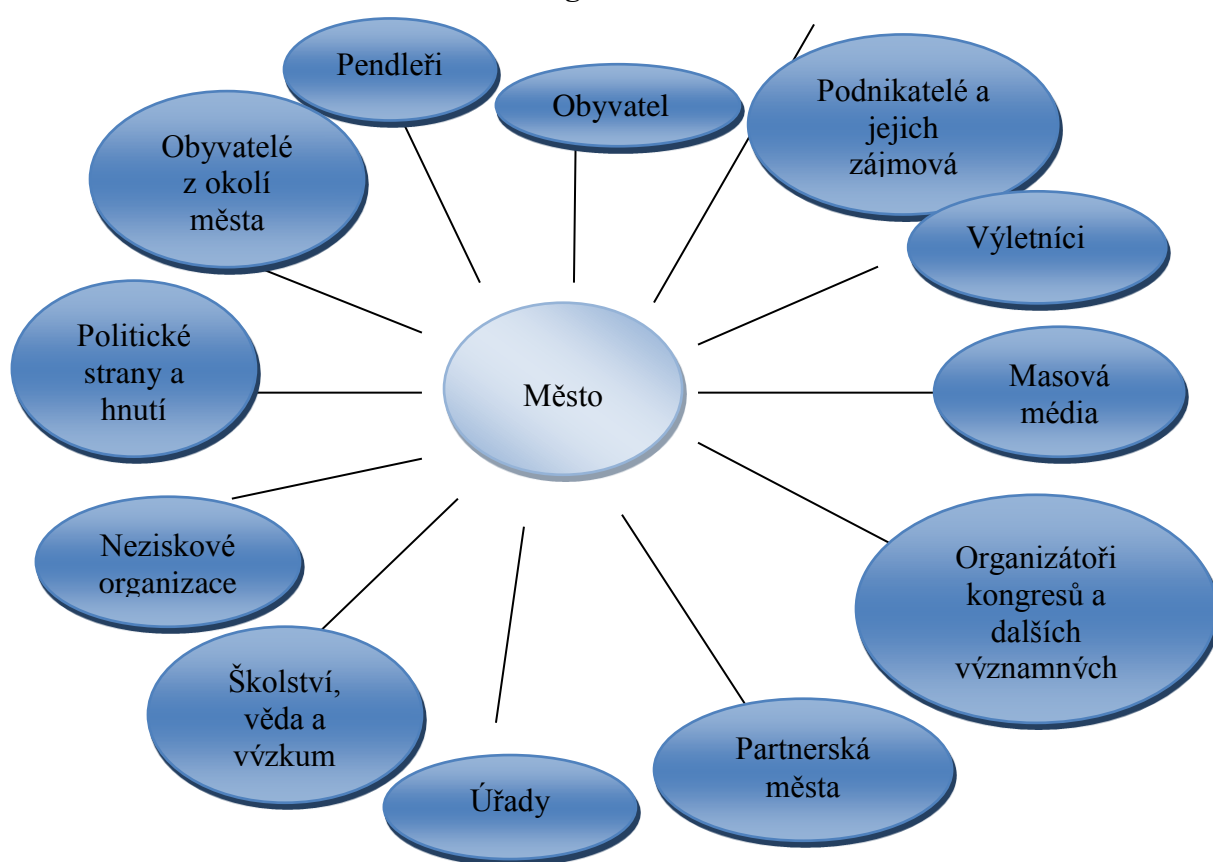 g
Pendleři
Obyvatel
Podnikatelé a
jejich
zájmová
Obyvatelé
z okolí
města
Výletníci
Politické
strany a
hnutí
Město
Masová
média
Neziskové
organizace
Organizátoři
kongresů a
dalších
významných
Školství,
věda a
výzkum
Partnerská
města
Úřady